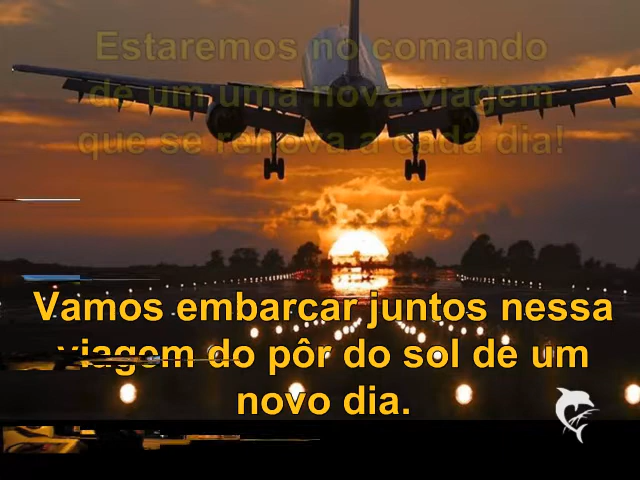 Estaremos no comando
de um uma nova viagem
que se renova a cada dia!
Vamos embarcar juntos nessa
viagem do pôr do sol de um
novo dia.